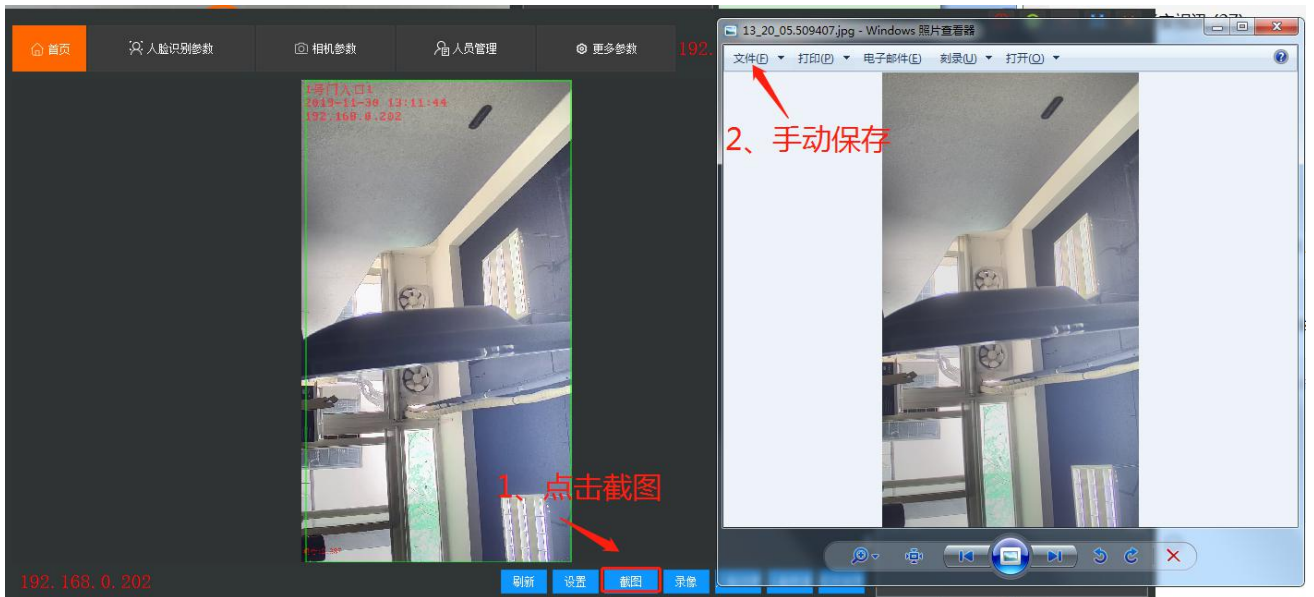 首页
人脸识别参数
相机参数
人员管理
更多参数
192.
1号门入口1
2019-11-30 13:11:44
192.168.0.202
1、点击截图
192.168.0.202
刷新
设置
截图
录像
13_20_05.509407.jpg - Windows 照片查看器
文件(F)
打印(P)
电子邮件(E)
刻录(U)
打开(O)
2、手动保存